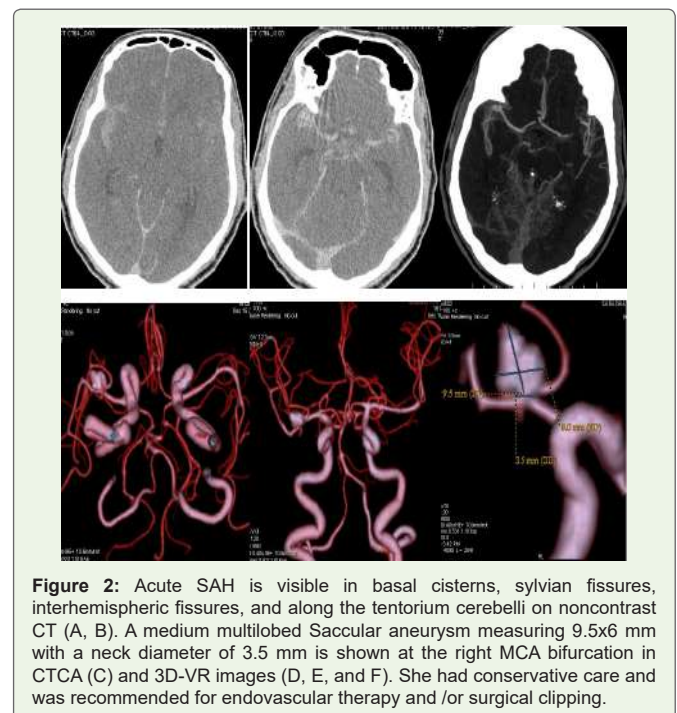 9.5 mm (2D)
3.5 mm (2D)
Figure 2: Acute SAH is visible in basal cisterns, sylvian fissures,
interhemispheric fissures, and along the tentorium cerebelli on noncontrast
CT (A, B). A medium multilobed Saccular aneurysm measuring 9.5x6 mm
with a neck diameter of 3.5 mm is shown at the right MCA bifurcation in
CTCA (C) and 3D-VR images (D, E, and F). She had conservative care and
was recommended for endovascular therapy and /or surgical clipping.